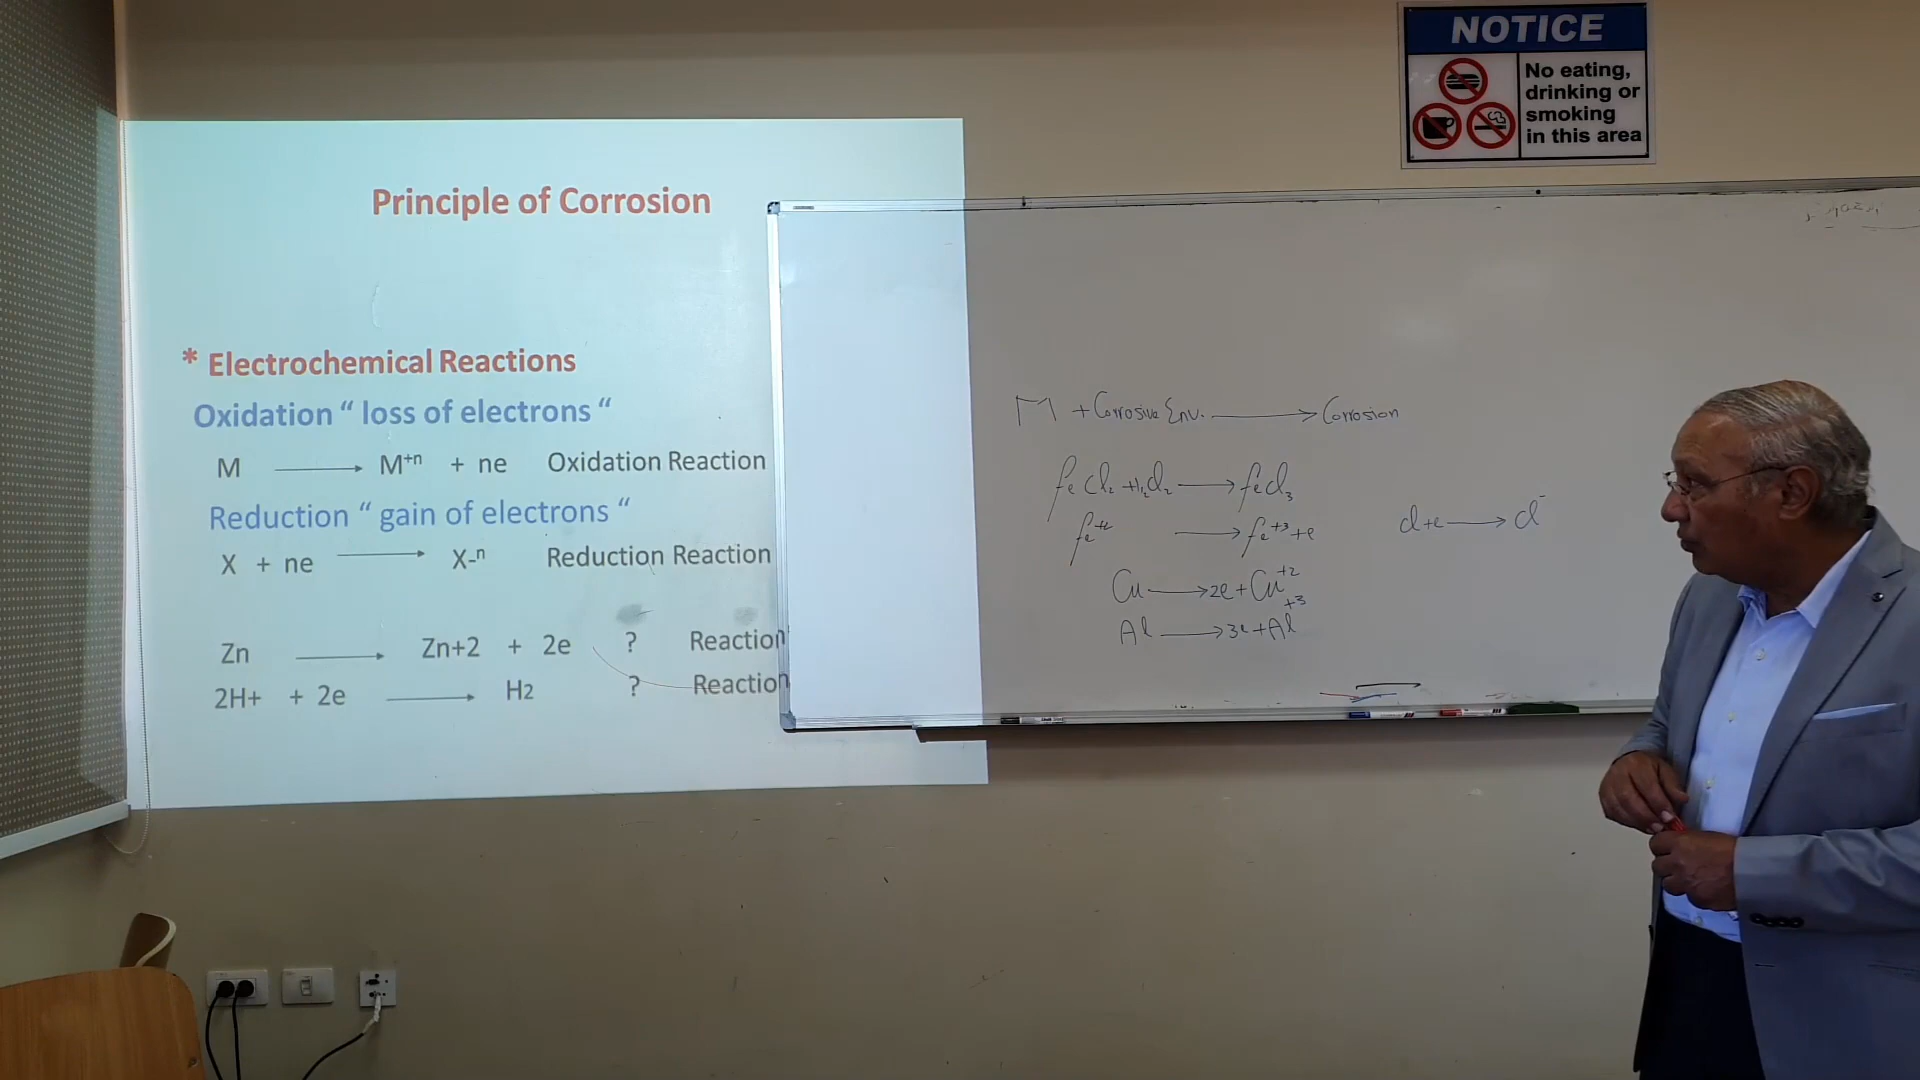 NOTICE
No eating,
drinking or
smoking
in this area
Principle of Corrosion
* Electrochemical Reactions
Oxidation “ loss of electrons “
M ⟶ M+n + ne Oxidation Reaction
Reduction “ gain of electrons “
X + ne ⟶ X-n Reduction Reaction
Zn ⟶ Zn+2 + 2e ? Reaction
2H+ + 2e ⟶ H2 ? Reaction
M + Corrosive Env. ⟶ Corrosion
FeCl2 + 1/2Cl2 ⟶ FeCl3
Fe+2 ⟶ Fe+3 + e
Cl + e ⟶ Cl-
Cu ⟶ 2e + Cu+2
Al ⟶ 3e + Al+3